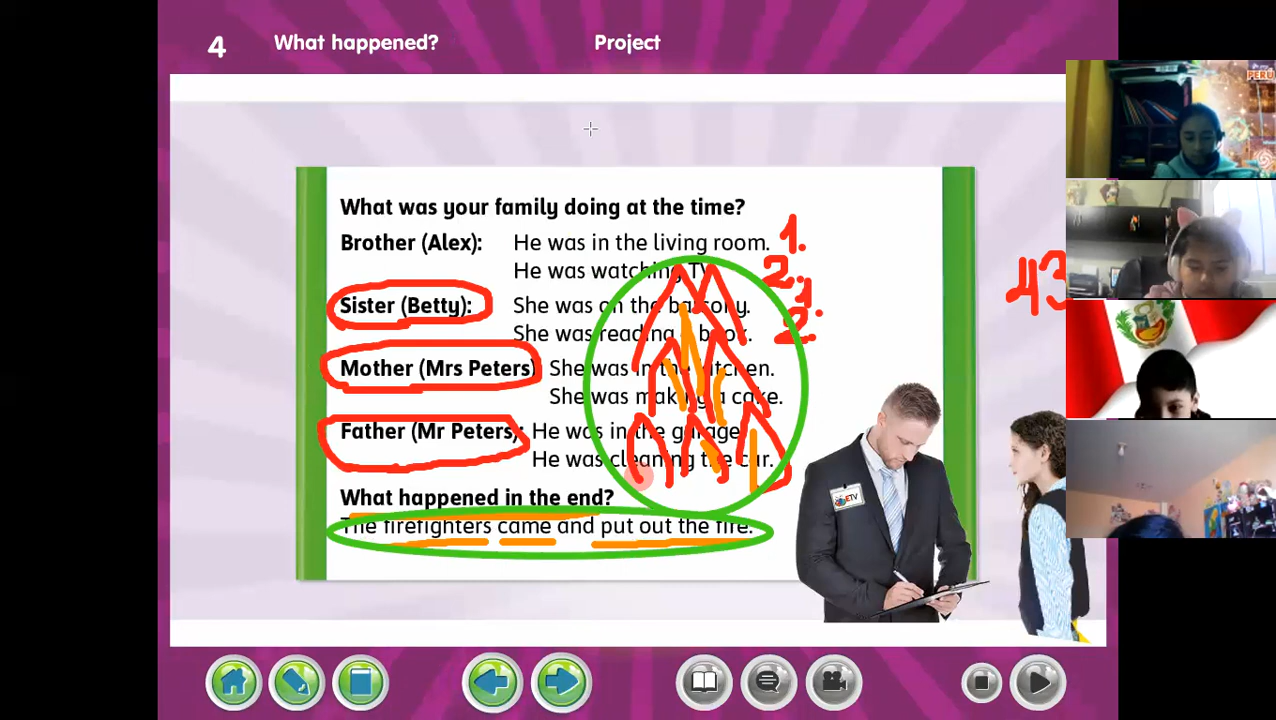 4 What happened? Project
What was your family doing at the time?
Brother (Alex): He was in the living room. 1.
He was watching TV 2.
Sister (Betty): She was on the balcony. 1.
She was reading a book. 2.
Mother (Mrs Peters) She was in the kitchen.
She was making a cake.
Father (Mr Peters): He was in the garage.
He was cleaning the car.
What happened in the end?
The firefighters came and put out the fire.
43
PERÚ